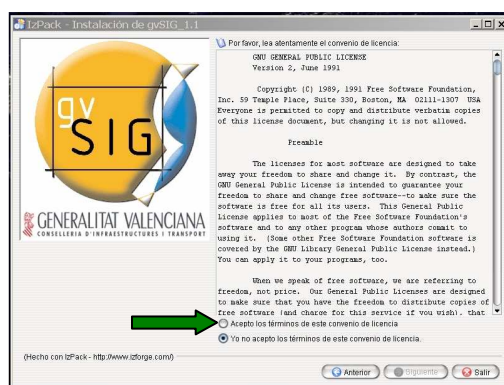 IzPack - Instalación de gvSIG_1.1
gv
SIG
GENERALITAT VALENCIANA
CONSELLERIA D'INFRAESTRUCTURES I TRANSPORT
Por favor, lea atentamente el convenio de licencia:
GNU GENERAL PUBLIC LICENSE
Version 2, June 1991
Copyright (C) 1989, 1991 Free Software Foundation,
Inc. 59 Temple Place, Suite 330, Boston, MA 02111-1307 USA
Everyone is permitted to copy and distribute verbatim copies
of this license document, but changing it is not allowed.
Preamble
The licenses for most software are designed to take
away your freedom to share and change it. By contrast, the
GNU General Public License is intended to guarantee your
freedom to share and change free software--to make sure the
software is free for all its users. This General Public
License applies to most of the Free Software Foundation's
software and to any other program whose authors commit to
using it. (Some other Free Software Foundation software is
covered by the GNU Library General Public License instead.)
You can apply it to your programs, too.
When we speak of free software, we are referring to
freedom, not price. Our General Public Licenses are designed
to make sure that you have the freedom to distribute copies of
free software (and charge for this service if you wish), that
Acepto los términos de este convenio de licencia
Yo no acepto los términos de este convenio de licencia.
(Hecho con IzPack - http://www.izforge.com/)
Anterior
Siguiente
Salir